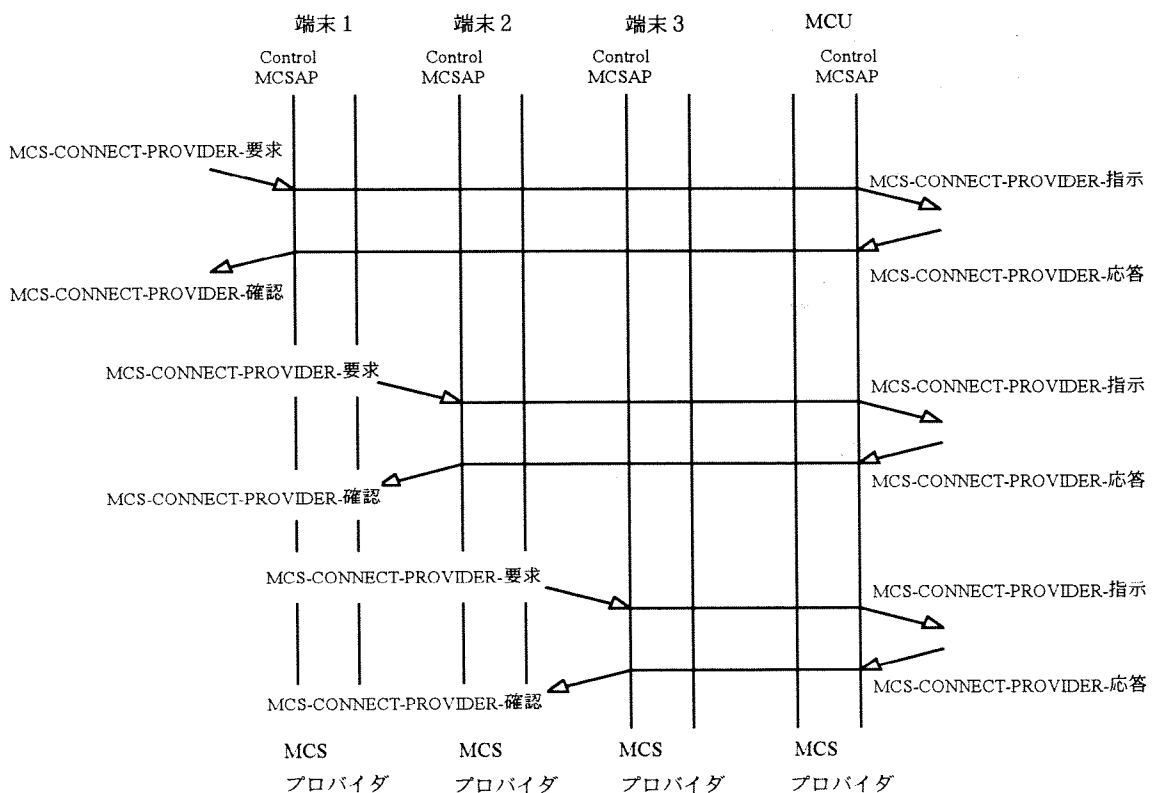 端末1 端末2 端末3 MCU
Control Control Control Control
MCSAP MCSAP MCSAP MCSAP
MCS-CONNECT-PROVIDER-要求
MCS-CONNECT-PROVIDER-指示
MCS-CONNECT-PROVIDER-応答
MCS-CONNECT-PROVIDER-確認
MCS-CONNECT-PROVIDER-要求
MCS-CONNECT-PROVIDER-指示
MCS-CONNECT-PROVIDER-応答
MCS-CONNECT-PROVIDER-確認
MCS-CONNECT-PROVIDER-要求
MCS-CONNECT-PROVIDER-指示
MCS-CONNECT-PROVIDER-応答
MCS-CONNECT-PROVIDER-確認
MCS MCS MCS MCS
プロバイダ プロバイダ プロバイダ プロバイダ